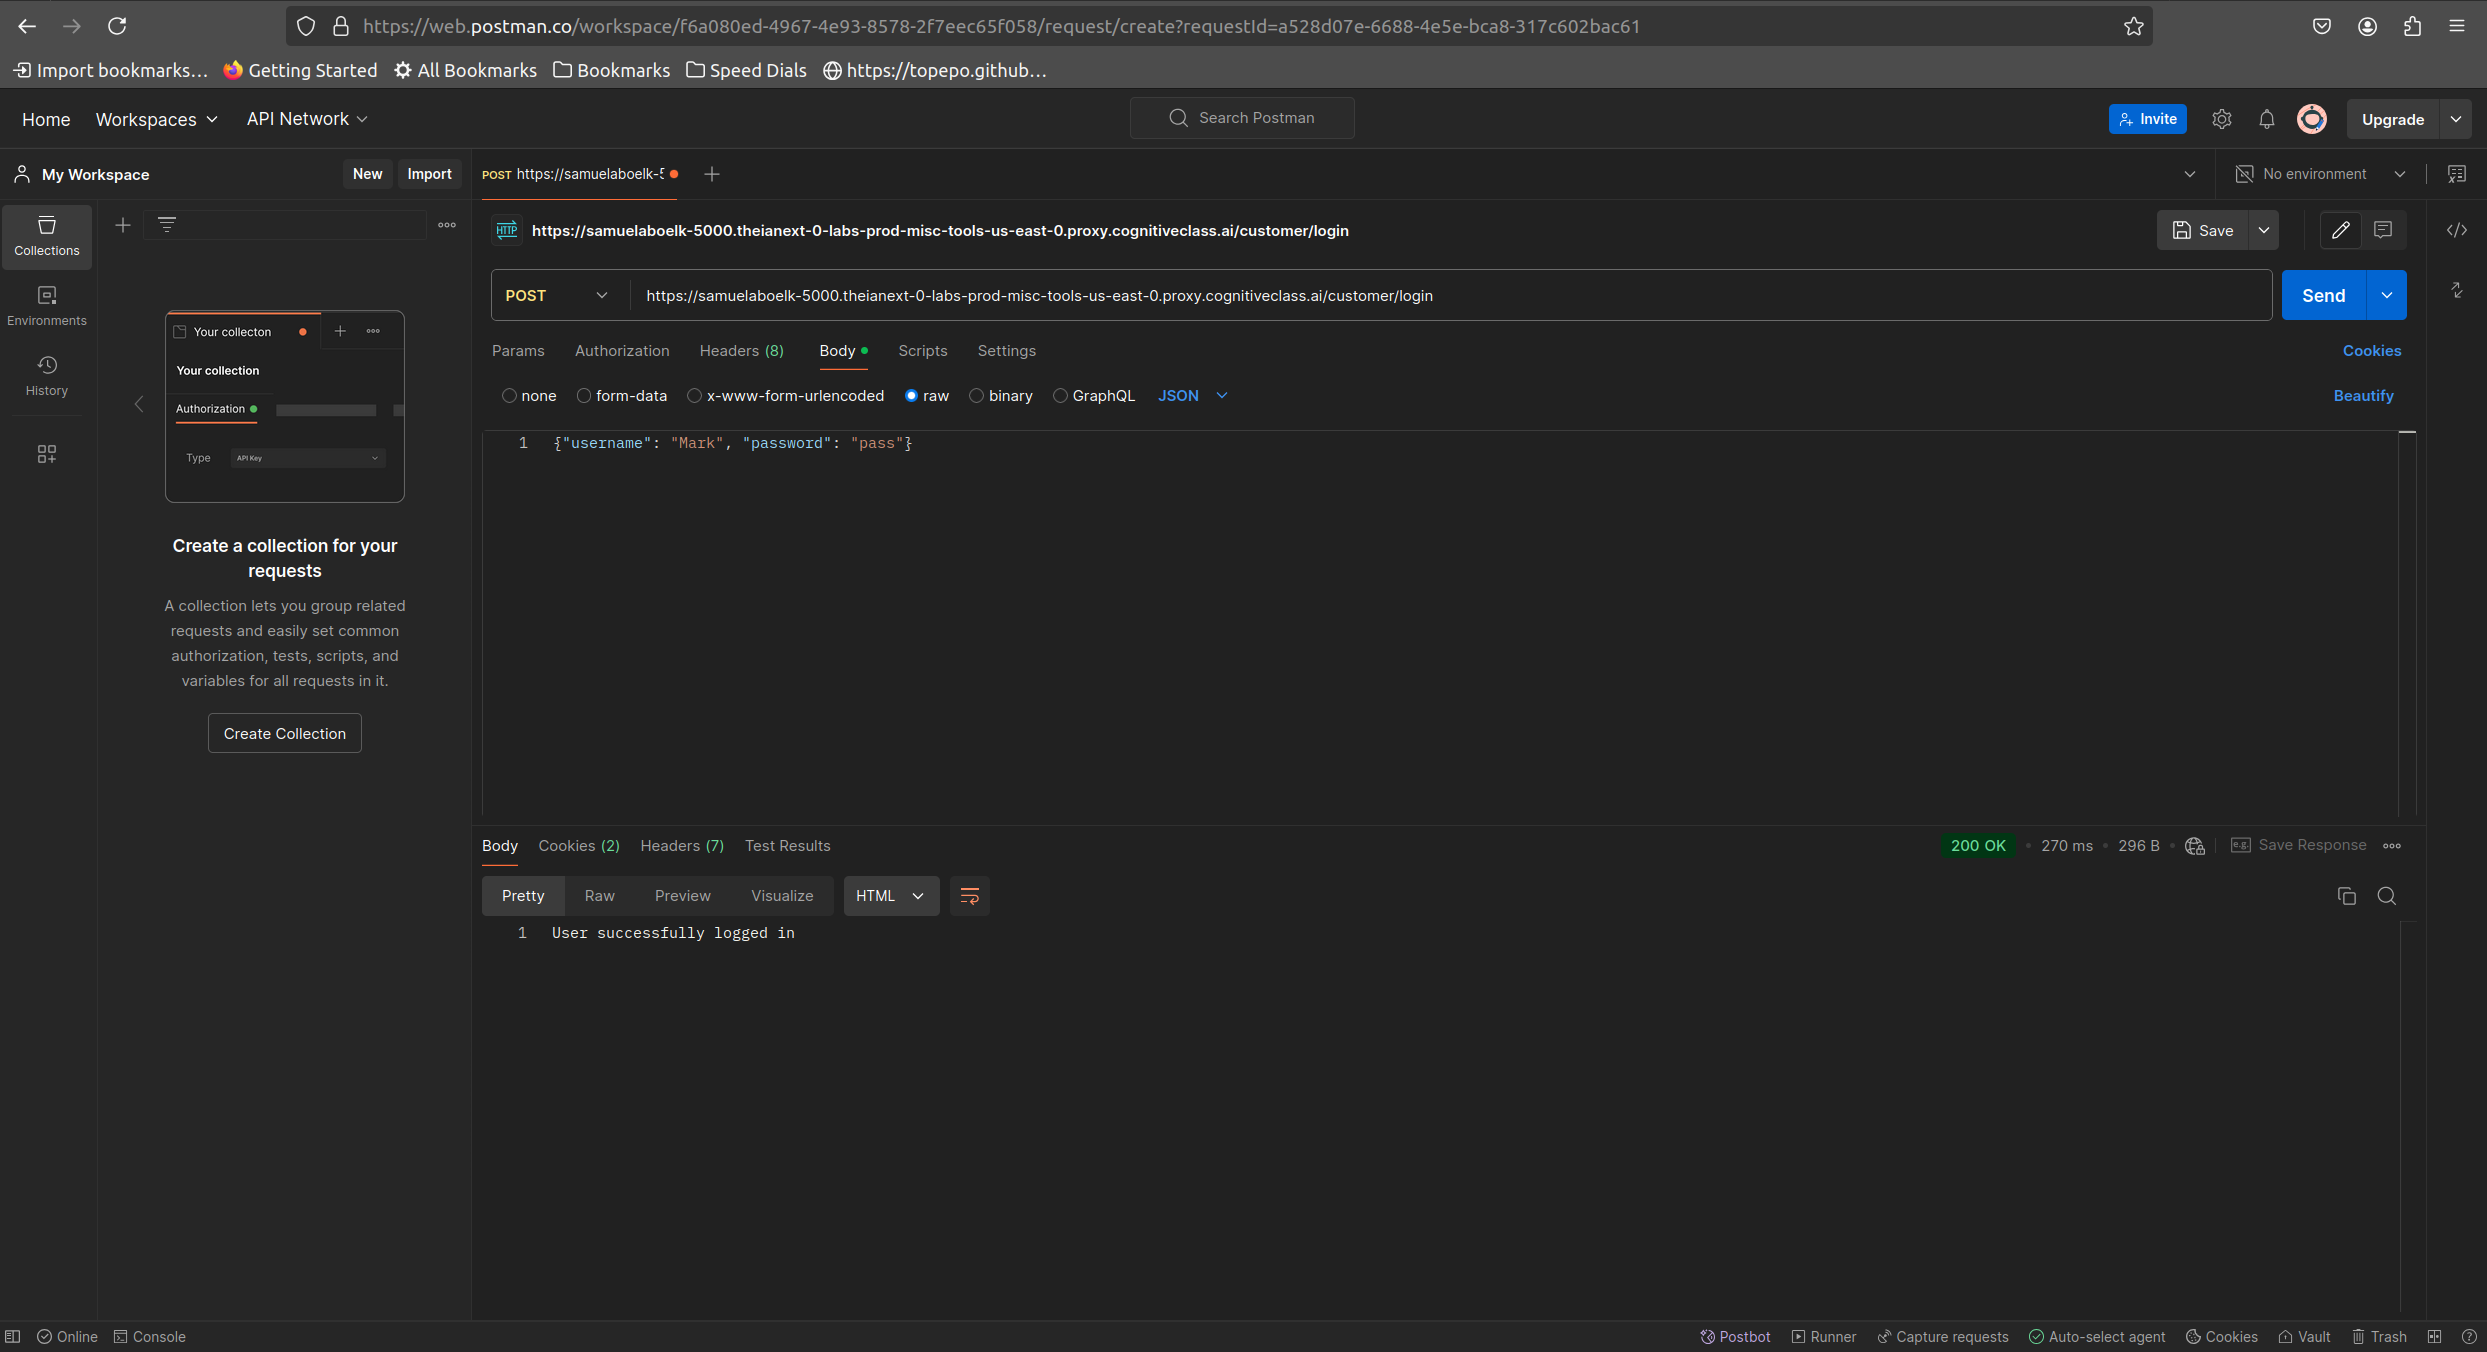 https://web.postman.co/workspace/f6a080ed-4967-4e93-8578-2f7eec65f058/request/create?requestId=a528d07e-6688-4e5e-bca8-317c602bac61
Import bookmarks... Getting Started All Bookmarks Bookmarks Speed Dials https://topepo.github...
Home Workspaces API Network Search Postman Invite Upgrade
My Workspace New Import POST https://samuelaboelk-5 No environment
Collections
HTTP https://samuelaboelk-5000.theianext-0-labs-prod-misc-tools-us-east-0.proxy.cognitiveclass.ai/customer/login Save
Environments
History
POST https://samuelaboelk-5000.theianext-0-labs-prod-misc-tools-us-east-0.proxy.cognitiveclass.ai/customer/login Send
Your collecton
Your collection
Authorization
Type API Key
Create a collection for your
requests
A collection lets you group related
requests and easily set common
authorization, tests, scripts, and
variables for all requests in it.
Create Collection
Params Authorization Headers (8) Body Scripts Settings Cookies
none form-data x-www-form-urlencoded raw binary GraphQL JSON Beautify
1 {"username": "Mark", "password": "pass"}
Body Cookies (2) Headers (7) Test Results 200 OK 270 ms 296 B e.g. Save Response
Pretty Raw Preview Visualize HTML
1 User successfully logged in
Online Console Postbot Runner Capture requests Auto-select agent Cookies Vault Trash